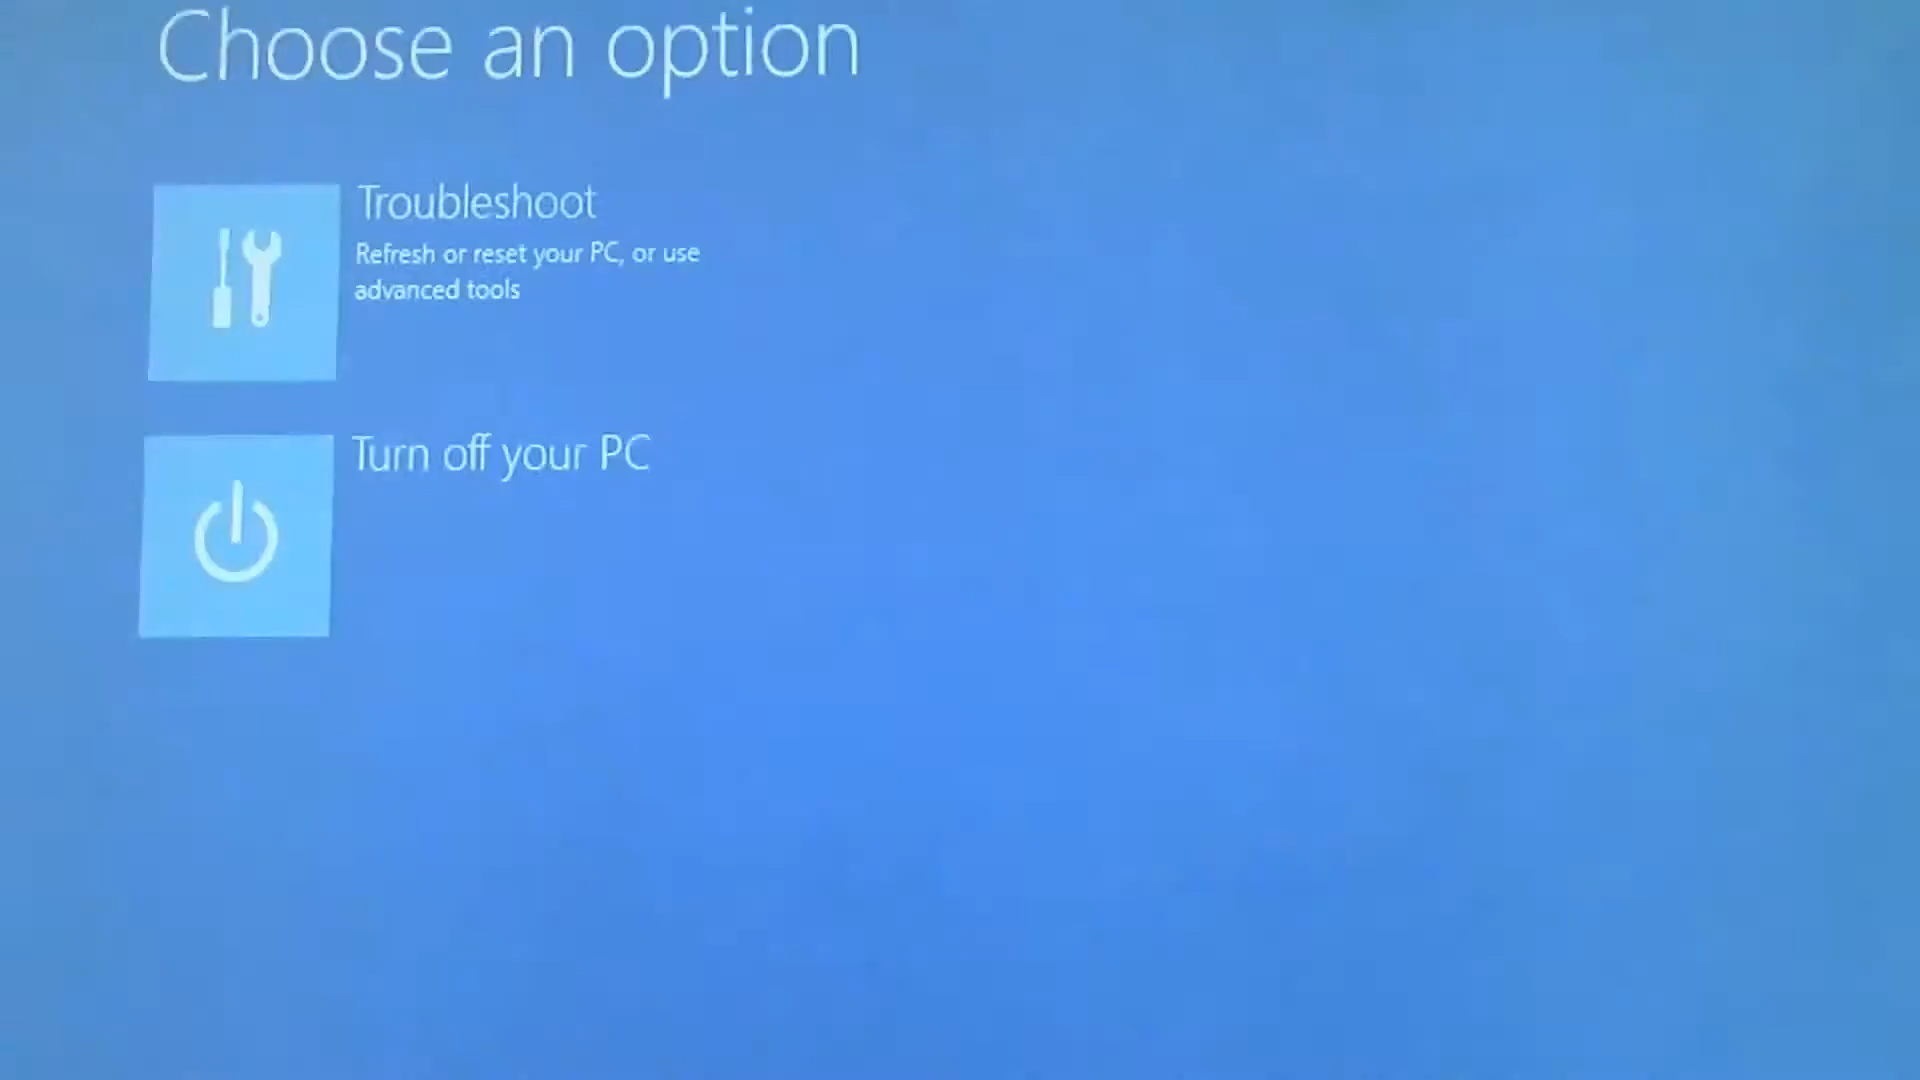 Choose an option
Troubleshoot
Refresh or reset your PC, or use
advanced tools
Turn off your PC